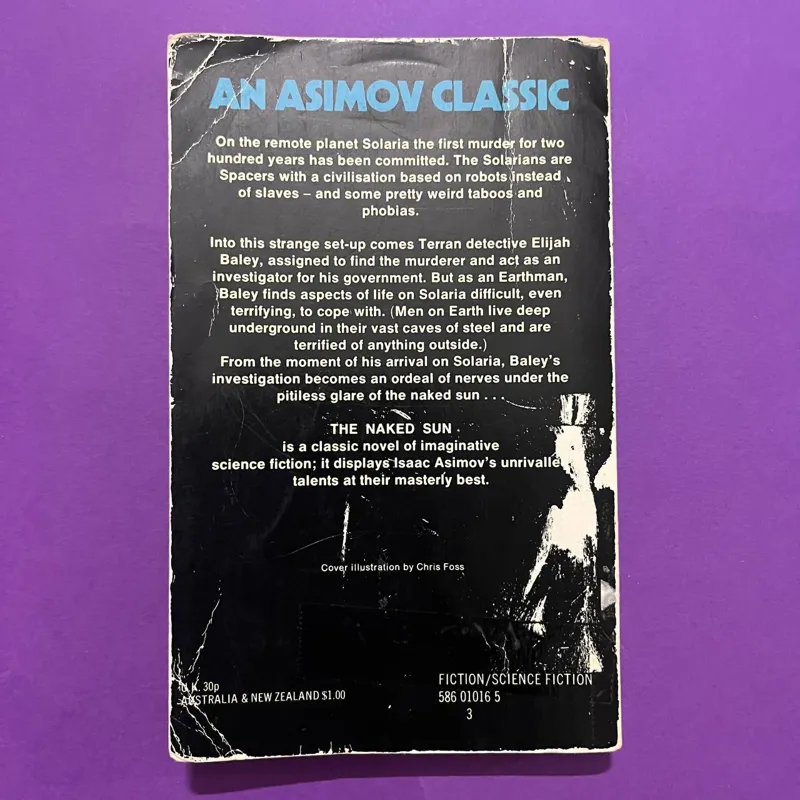 AN ASIMOV CLASSIC
On the remote planet Solaria the first murder for two
hundred years has been committed. The Solarians are
Spacers with a civilisation based on robots instead
of slaves – and some pretty weird taboos and
phobias.
Into this strange set-up comes Terran detective Elijah
Baley, assigned to find the murderer and act as an
investigator for his government. But as an Earthman,
Baley finds aspects of life on Solaria difficult, even
terrifying, to cope with. (Men on Earth live deep
underground in their vast caves of steel and are
terrified of anything outside.)
From the moment of his arrival on Solaria, Baley's
investigation becomes an ordeal of nerves under the
pitiless glare of the naked sun . . .
THE NAKED SUN
is a classic novel of imaginative
science fiction; it displays Isaac Asimov's unrivalle
talents at their masterly best.
Cover illustration by Chris Foss
U.K. 30p
AUSTRALIA & NEW ZEALAND $1.00
FICTION/SCIENCE FICTION
586 01016 5
3